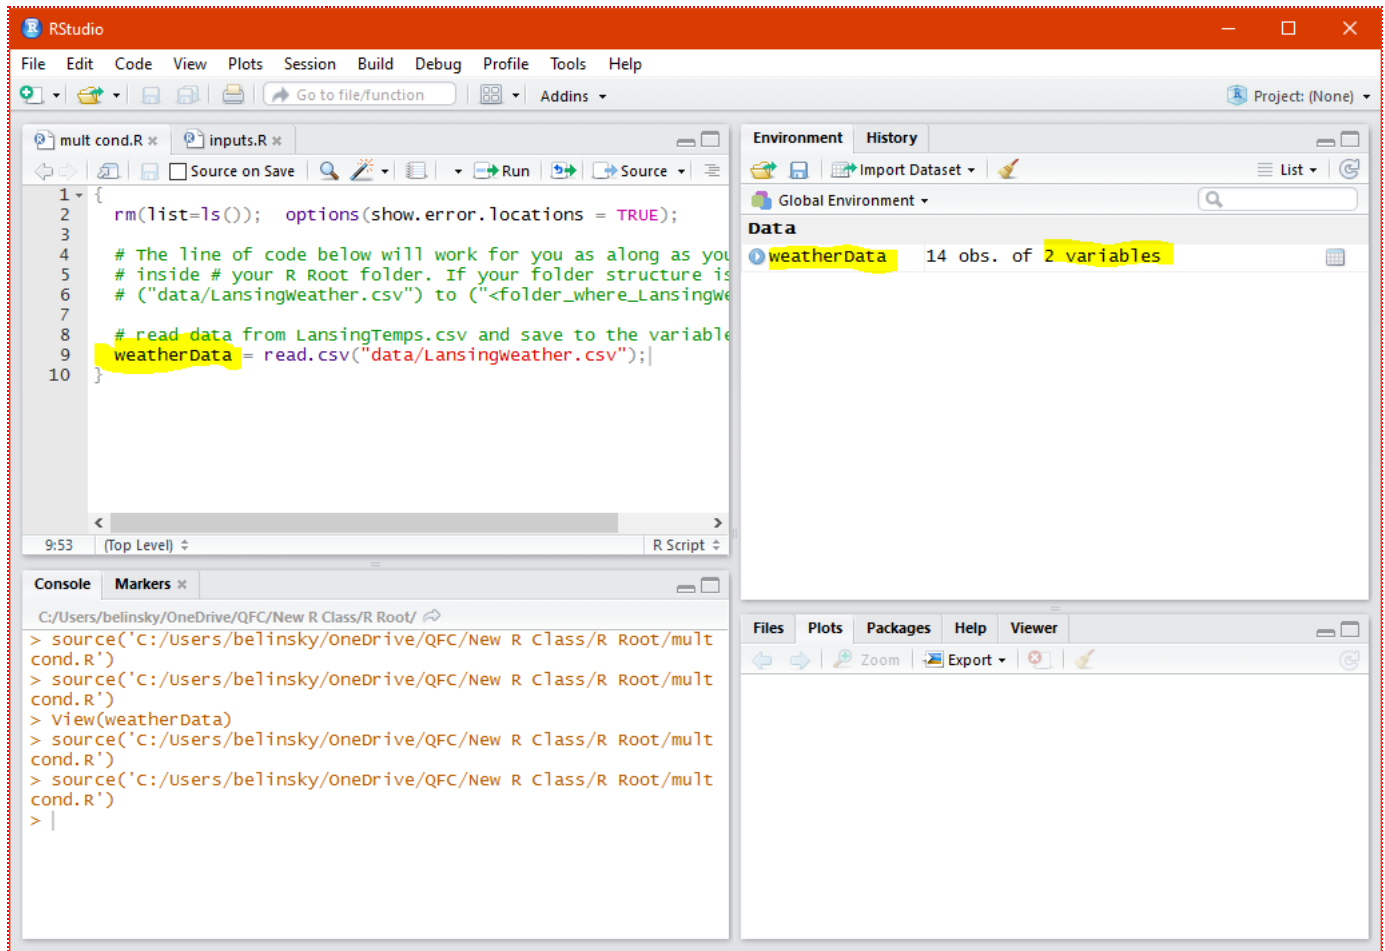 RStudio
File Edit Code View Plots Session Build Debug Profile Tools Help
Go to file/function Addins Project: (None)
mult cond.R inputs.R
Source on Save Run Source
1 {
2 rm(list=ls()); options(show.error.locations = TRUE);
3
4 # The line of code below will work for you as along as you
5 # inside # your R Root folder. If your folder structure is
6 # ("data/LansingWeather.csv") to ("<folder_where_LansingWe
7
8 # read data from LansingTemps.csv and save to the variable
9 weatherData = read.csv("data/LansingWeather.csv");
10 }
9:53 (Top Level) R Script
Console Markers
C:/Users/belinsky/OneDrive/QFC/New R Class/R Root/
> source('C:/Users/belinsky/OneDrive/QFC/New R Class/R Root/mult
cond.R')
> source('C:/Users/belinsky/OneDrive/QFC/New R Class/R Root/mult
cond.R')
> View(weatherData)
> source('C:/Users/belinsky/OneDrive/QFC/New R Class/R Root/mult
cond.R')
> source('C:/Users/belinsky/OneDrive/QFC/New R Class/R Root/mult
cond.R')
>
Environment History
Import Dataset List
Global Environment
Data
weatherData 14 obs. of 2 variables
Files Plots Packages Help Viewer
Zoom Export